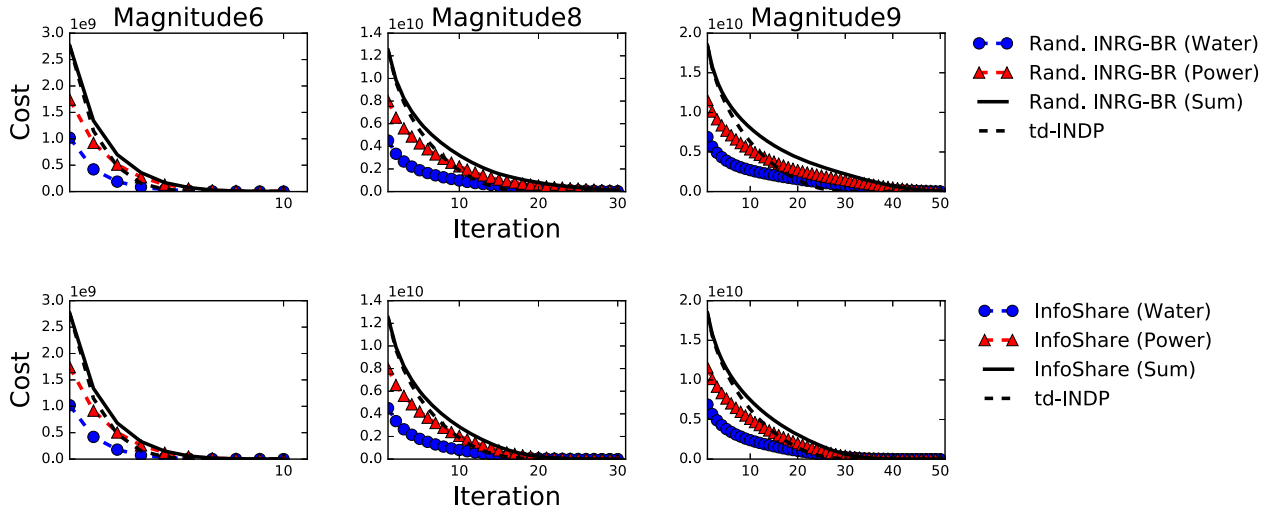 Magnitude6 Magnitude8 Magnitude9
1e9 1e10 1e10
3.0 1.4 2.0
2.5 1.2 1.5
2.0 1.0 1.0
1.5 0.8 0.5
1.0 0.6 0.0
0.5 0.4
0.0 0.2
0.0
Cost
10 10 20 30 10 20 30 40 50
Iteration
Rand. INRG-BR (Water)
Rand. INRG-BR (Power)
Rand. INRG-BR (Sum)
td-INDP
1e9 1e10 1e10
3.0 1.4 2.0
2.5 1.2 1.5
2.0 1.0 1.0
1.5 0.8 0.5
1.0 0.6 0.0
0.5 0.4
0.0 0.2
0.0
Cost
10 10 20 30 10 20 30 40 50
Iteration
InfoShare (Water)
InfoShare (Power)
InfoShare (Sum)
td-INDP